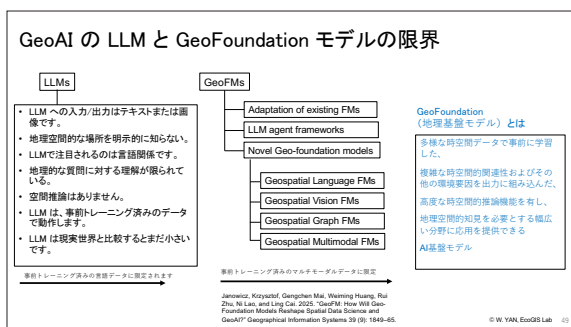 GeoAI の LLM と GeoFoundation モデルの限界
LLMs
• LLM への入力/出力はテキストまたは画
像です。
• 地理空間的な場所を明示的に知らない。
• LLMで注目されるのは言語関係です。
• 地理的な質問に対する理解が限られて
いる。
• 空間推論はありません。
• LLM は、事前トレーニング済みのデータ
で動作します。
• LLM は現実世界と比較するとまだ小さい
です。
事前トレーニング済みの言語データに限定されます
GeoFMs
Adaptation of existing FMs
LLM agent frameworks
Novel Geo-foundation models
Geospatial Language FMs
Geospatial Vision FMs
Geospatial Graph FMs
Geospatial Multimodal FMs
事前トレーニング済みのマルチモーダルデータに限定
GeoFoundation
(地理基盤モデル) とは
多様な時空間データで事前に学習
した、
複雑な時空間的関連性およびその
他の環境要因を出力に組み込んだ、
高度な時空間的推論能力を有し、
地理空間的知見を必要とする幅広
い分野に応用を提供できる
AI基盤モデル
Janowicz, Krzysztof, Gengchen Mai, Weiming Huang, Rui
Zhu, Ni Lao, and Ling Cai. 2025. “GeoFM: How Will Geo-
Foundation Models Reshape Spatial Data Science and
GeoAI?” Geographical Information Systems 39 (9): 1849–65.
© W. YAN, EcoGIS Lab 49